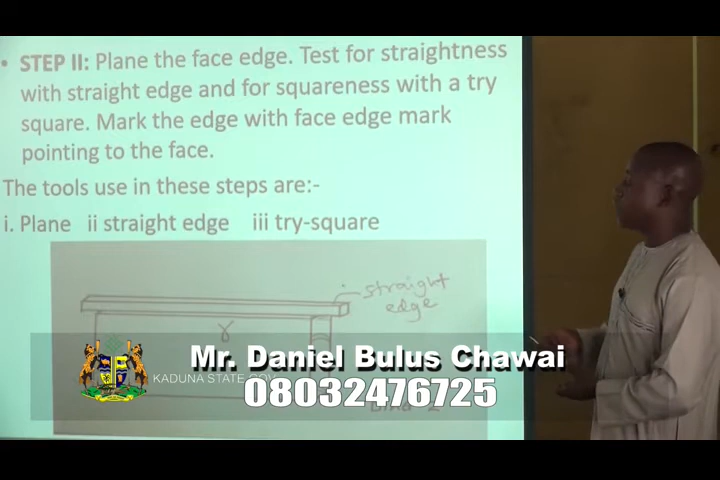 • STEP II: Plane the face edge. Test for straightness
with straight edge and for squareness with a try
square. Mark the edge with face edge mark
pointing to the face.
The tools use in these steps are:-
i. Plane ii straight edge iii try-square
straight
edge
Mr. Daniel Bulus Chawai
KADUNA STATE GOV
08032476725